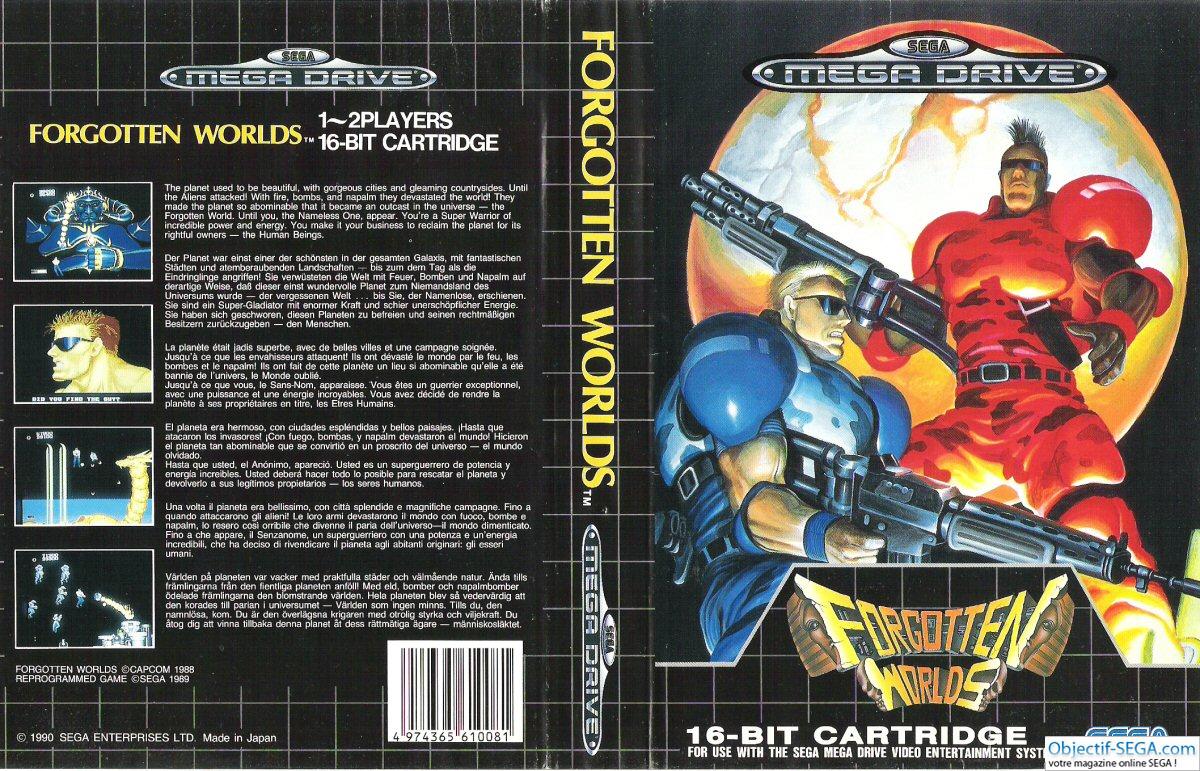 SEGA
MEGA DRIVE
FORGOTTEN WORLDS™
1~2PLAYERS
16-BIT CARTRIDGE
The planet used to be beautiful, with gorgeous cities and gleaming countrysides. Until
the Aliens attacked! With fire, bombs, and napalm they devastated the world! They
made the planet so abominable that it became an outcast in the universe — the
Forgotten World. Until you, the Nameless One, appear. You're a Super Warrior of
incredible power and energy. You make it your business to reclaim the planet for its
rightful owners — the Human Beings.
Der Planet war einst einer der schönsten in der gesamten Galaxis, mit fantastischen
Städten und atemberaubenden Landschaften — bis zum dem Tag als die
Eindringlinge angriffen! Sie verwüsteten die Welt mit Feuer, Bomben und Napalm auf
derartige Weise, daß dieser einst wundervolle Planet zum Niemandsland des
Universums wurde — der vergessenen Welt . . . bis Sie, der Namenlose, erschienen.
Sie sind ein Super-Gladiator mit enormer Kraft und schier unerschöpflicher Energie.
Sie haben sich geschworen, diesen Planeten zu befreien und seinen rechtmäßigen
Besitzern zurückzugeben — den Menschen.
DID YOU FIND THE GUY?
La planète était jadis superbe, avec de belles villes et une campagne soignée.
Jusqu'à ce que les envahisseurs attaquent! Ils ont dévasté le monde par le feu, les
bombes et le napalm! Ils ont fait de cette planète un lieu si abominable qu'elle a été
bannie de l'univers, le Monde oublié.
Jusqu'à ce que vous, le Sans-Nom, apparaisse. Vous êtes un guerrier exceptionnel,
avec une puissance et une énergie incroyables. Vous avez décidé de rendre la
planète à ses propriétaires en titre, les Etres Humains.
El planeta era hermoso, con ciudades espléndidas y bellos paisajes. ¡Hasta que
atacaron los invasores! ¡Con fuego, bombas, y napalm devastaron el mundo! Hicieron
el planeta tan abominable que se convirtió en un proscrito del universo — el mundo
olvidado.
Hasta que usted, el Anónimo, apareció. Usted es un superguerrero de potencia y
energía increibles. Usted deberá hacer todo lo posible para rescatar el planeta y
devolverlo a sus legítimos propietarios — los seres humanos.
Una volta il planeta era bellissimo, con città splendide e magnifiche campagne. Fino a
quando attaccarono gli alieni! Le loro armi devastarono il mondo con fuoco, bombe e
napalm, lo resero così orribile che divenne il paria dell'universo—il mondo dimenticato.
Fino a che appare, il Senzanome, un superguerriero con una potenza e un'energia
incredibili, che ha deciso di rivendicare il pianeta agli abitanti originari: gli esseri
umani.
Världen på planeten var vacker med praktfulla städer och välmående natur. Ända tills
främlingarna från den fientliga planeten anföll! Med eld, bomber och napalmbomber
ödelade främlingarna den blomstrande världen. Hela planeten blev så vedervärdig att
den korades till parian i universumet — Världen som ingen minns. Tills du, den
namnlösa, kom. Du är den överlägsna krigaren med otrolig styrka och viljekraft. Du
åtog dig att vinna tillbaka denna planet åt dess rättmätiga ägare — människosläktet.
FORGOTTEN WORLDS ©CAPCOM 1988
REPROGRAMMED GAME ©SEGA 1989
© 1990 SEGA ENTERPRISES LTD. Made in Japan
4 974365 610081
FORGOTTEN WORLDS™
SEGA
MEGA DRIVE
SEGA
MEGA DRIVE
FORGOTTEN
WORLDS
16-BIT CARTRIDGE
FOR USE WITH THE SEGA MEGA DRIVE VIDEO ENTERTAINMENT
SEGA
Objectif-SEGA.com
votre magazine online SEGA !